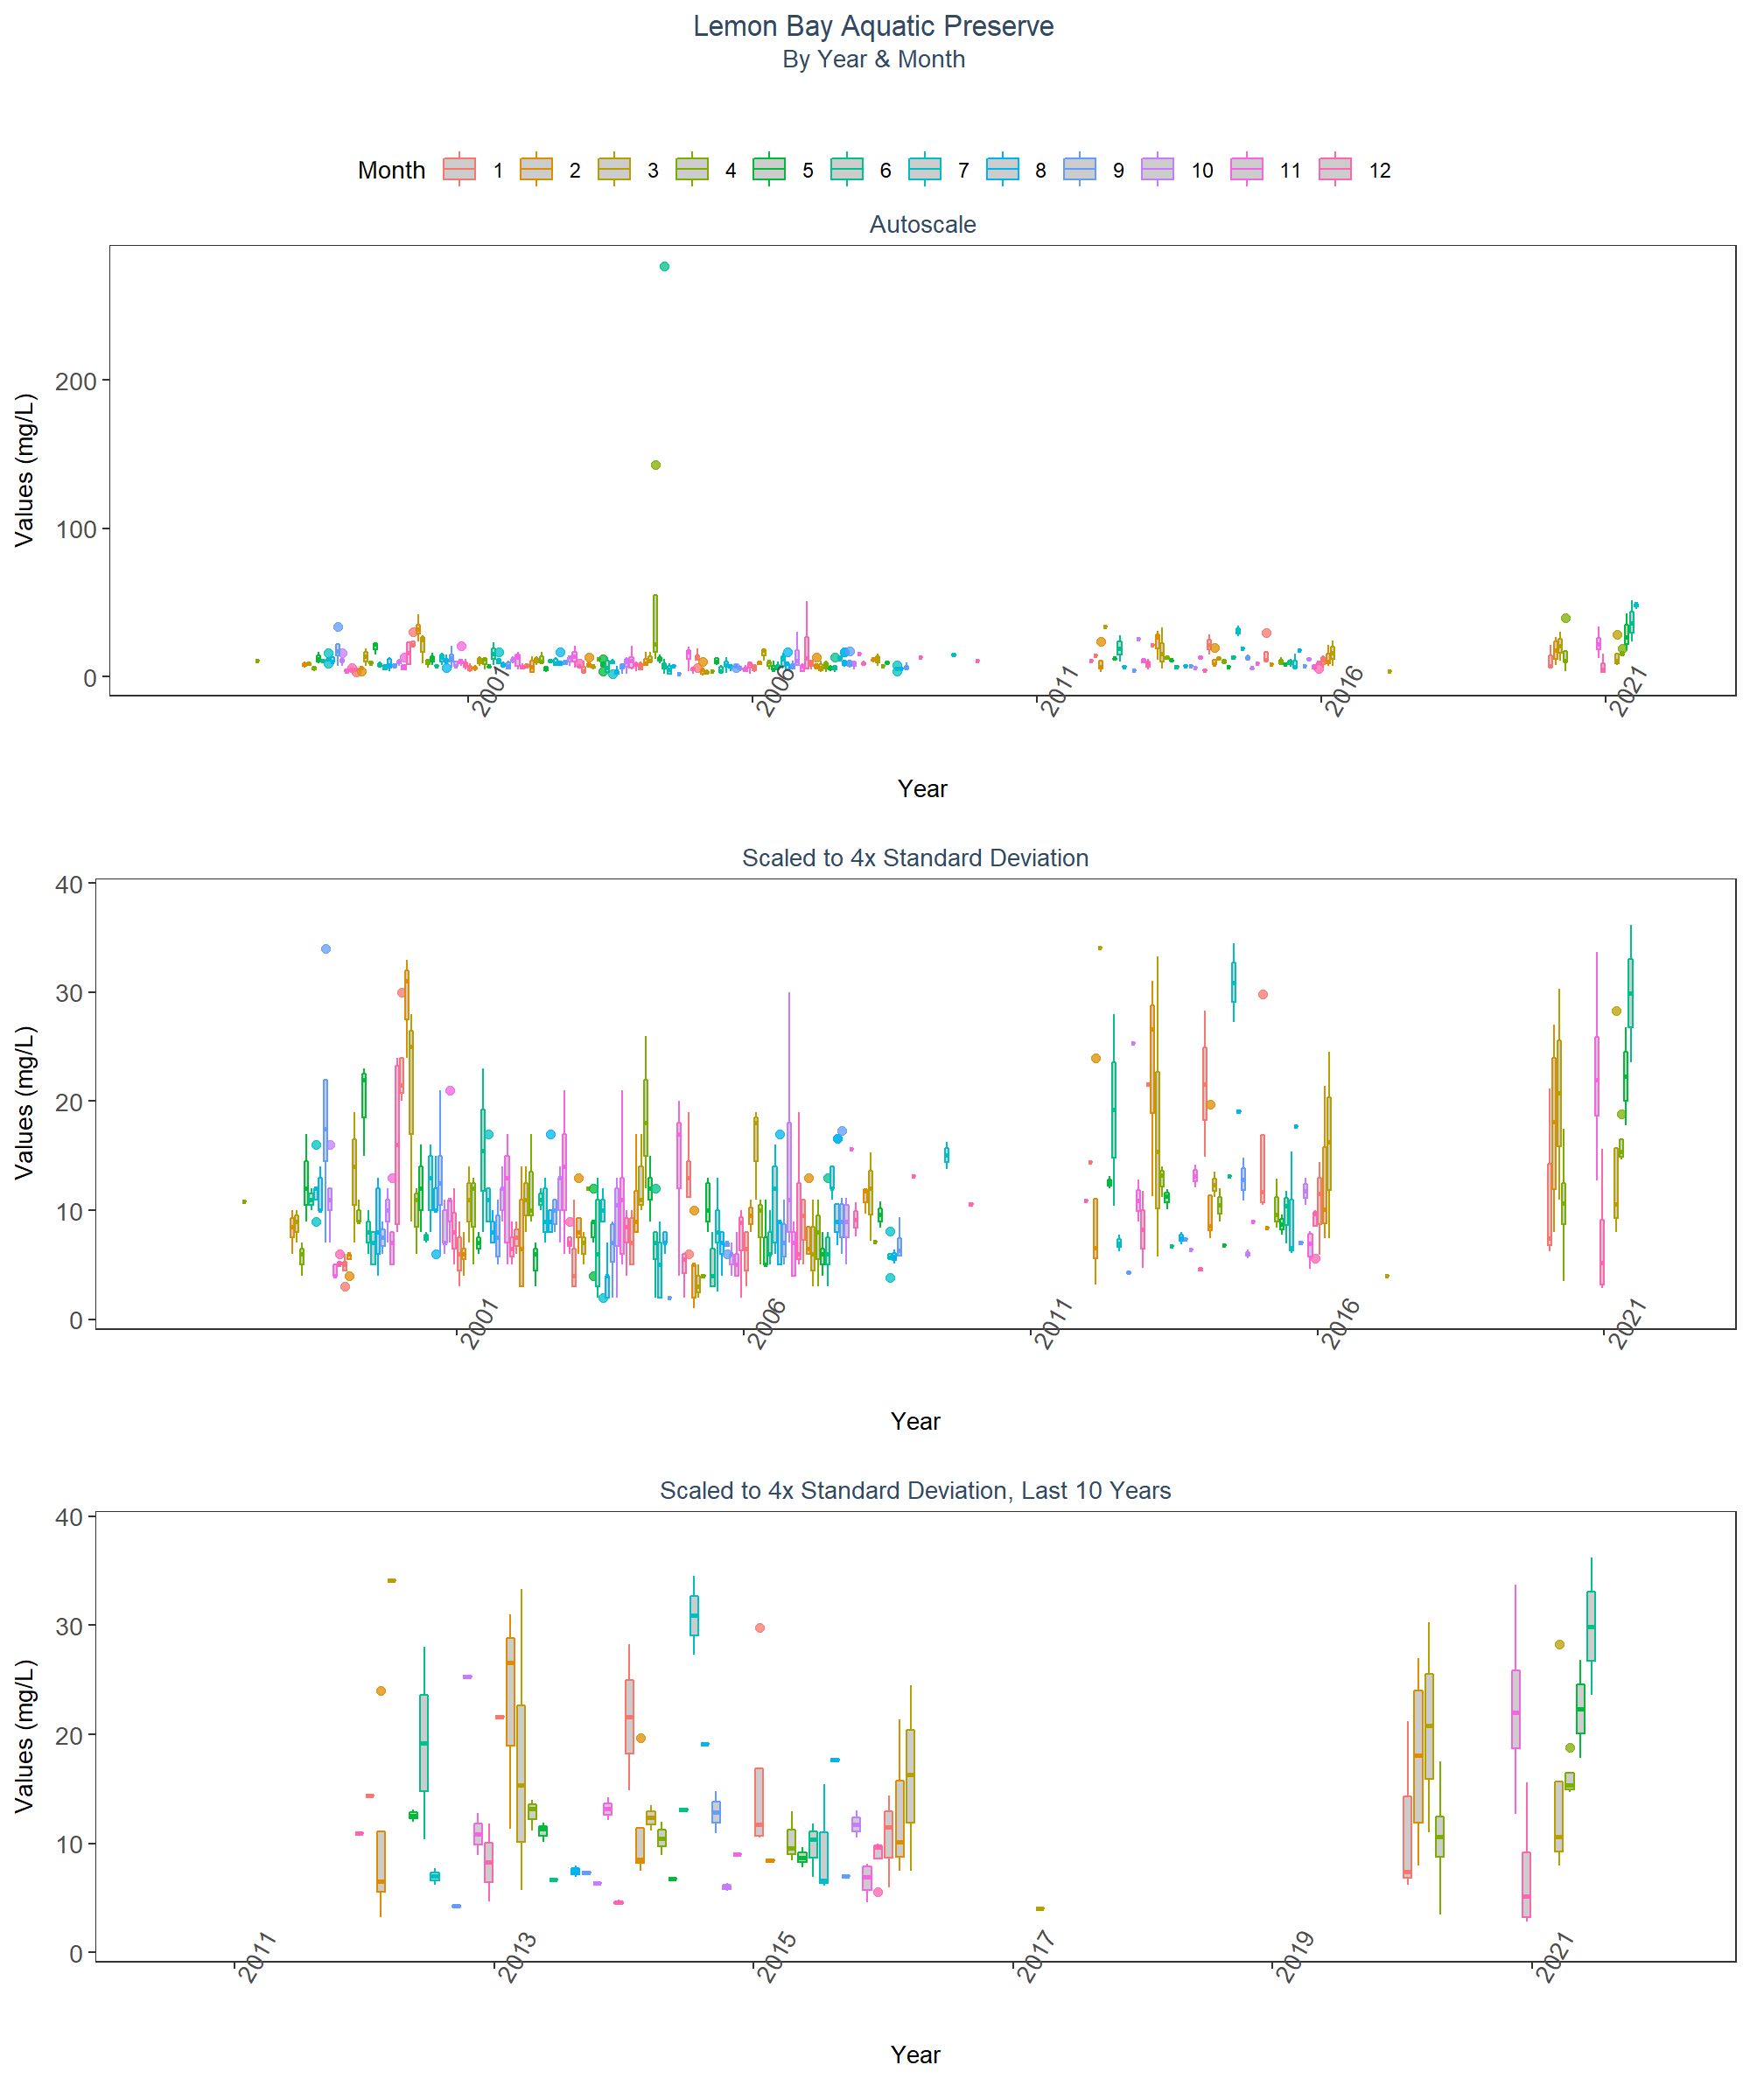 Lemon Bay Aquatic Preserve
By Year & Month
Month 1 2 3 4 5 6 7 8 9 10 11 12
Autoscale
Values (mg/L)
200
100
0
2001 2006 2011 2016 2021
Year
Scaled to 4x Standard Deviation
Values (mg/L)
40
30
20
10
0
2001 2006 2011 2016 2021
Year
Scaled to 4x Standard Deviation, Last 10 Years
Values (mg/L)
40
30
20
10
0
2011 2013 2015 2017 2019 2021
Year